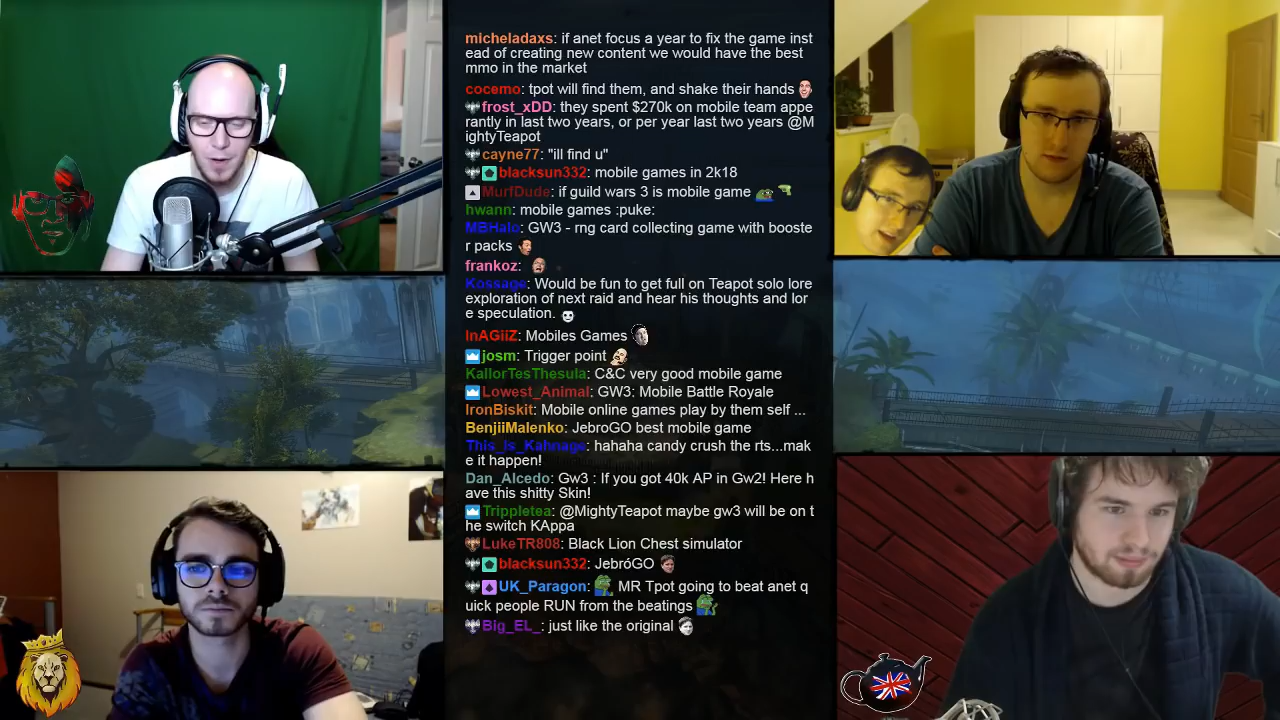 micheladaxs: if anet focus a year to fix the game inst
ead of creating new content we would have the best
mmo in the market
cocemo: tpot will find them, and shake their hands
frost_xDD: they spent $270k on mobile team appe
rantly in last two years, or per year last two years @M
ightyTeapot
cayne77: "ill find u"
blacksun332: mobile games in 2k18
MurfDude: if guild wars 3 is mobile game
hwann: mobile games :puke:
MBHalo: GW3 - rng card collecting game with booste
r packs
frankoz:
Kossage: Would be fun to get full on Teapot solo lore
exploration of next raid and hear his thoughts and lor
e speculation.
InAGiiZ: Mobiles Games
josm: Trigger point
KallorTesThesula: C&C very good mobile game
Lowest_Animal: GW3: Mobile Battle Royale
IronBiskit: Mobile online games play by them self ...
BenjiiMalenko: JebroGO best mobile game
This_Is_Kahnage: hahaha candy crush the rts...mak
e it happen!
Dan_Alcedo: Gw3 : If you got 40k AP in Gw2! Here h
ave this shitty Skin!
Trippletea: @MightyTeapot maybe gw3 will be on t
he switch KAppa
LukeTR808: Black Lion Chest simulator
blacksun332: JebróGO
UK_Paragon: MR Tpot going to beat anet q
uick people RUN from the beatings
Big_EL_: just like the original